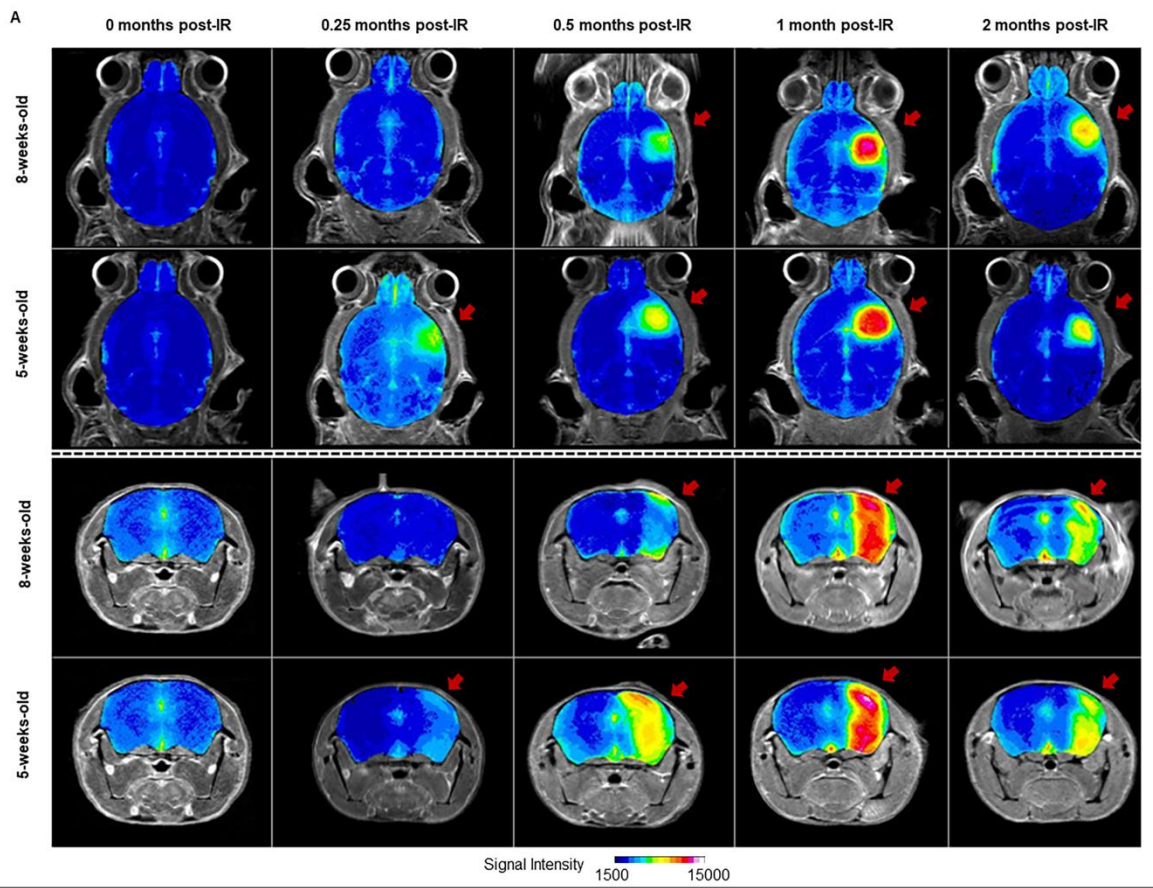 A
0 months post-IR 0.25 months post-IR 0.5 months post-IR 1 month post-IR 2 months post-IR
8-weeks-old
5-weeks-old
8-weeks-old
5-weeks-old
Signal Intensity
1500 15000